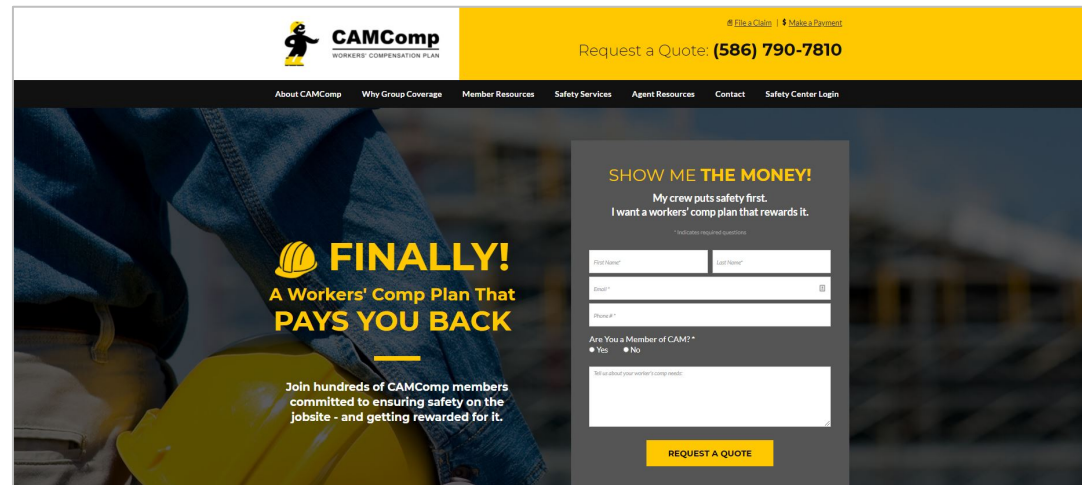 CAMComp
WORKERS' COMPENSATION PLAN
File a Claim | $ Make a Payment
Request a Quote: (586) 790-7810
About CAMComp Why Group Coverage Member Resources Safety Services Agent Resources Contact Safety Center Login
FINALLY!
A Workers' Comp Plan That
PAYS YOU BACK
Join hundreds of CAMComp members
committed to ensuring safety on the
jobsite - and getting rewarded for it.
SHOW ME THE MONEY!
My crew puts safety first.
I want a workers' comp plan that rewards it.
* Indicates required questions
First Name* Last Name*
Email *
Phone # *
Are You a Member of CAM? *
Yes No
Tell us about your worker's comp needs:
REQUEST A QUOTE